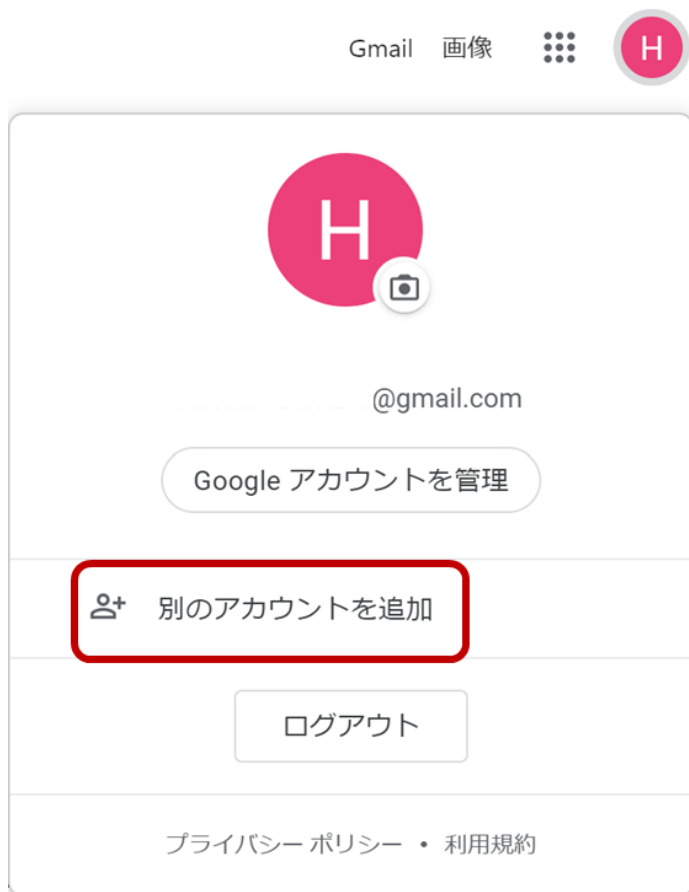 Gmail 画像 H
H
@gmail.com
Google アカウントを管理
別のアカウントを追加
ログアウト
プライバシー ポリシー • 利用規約